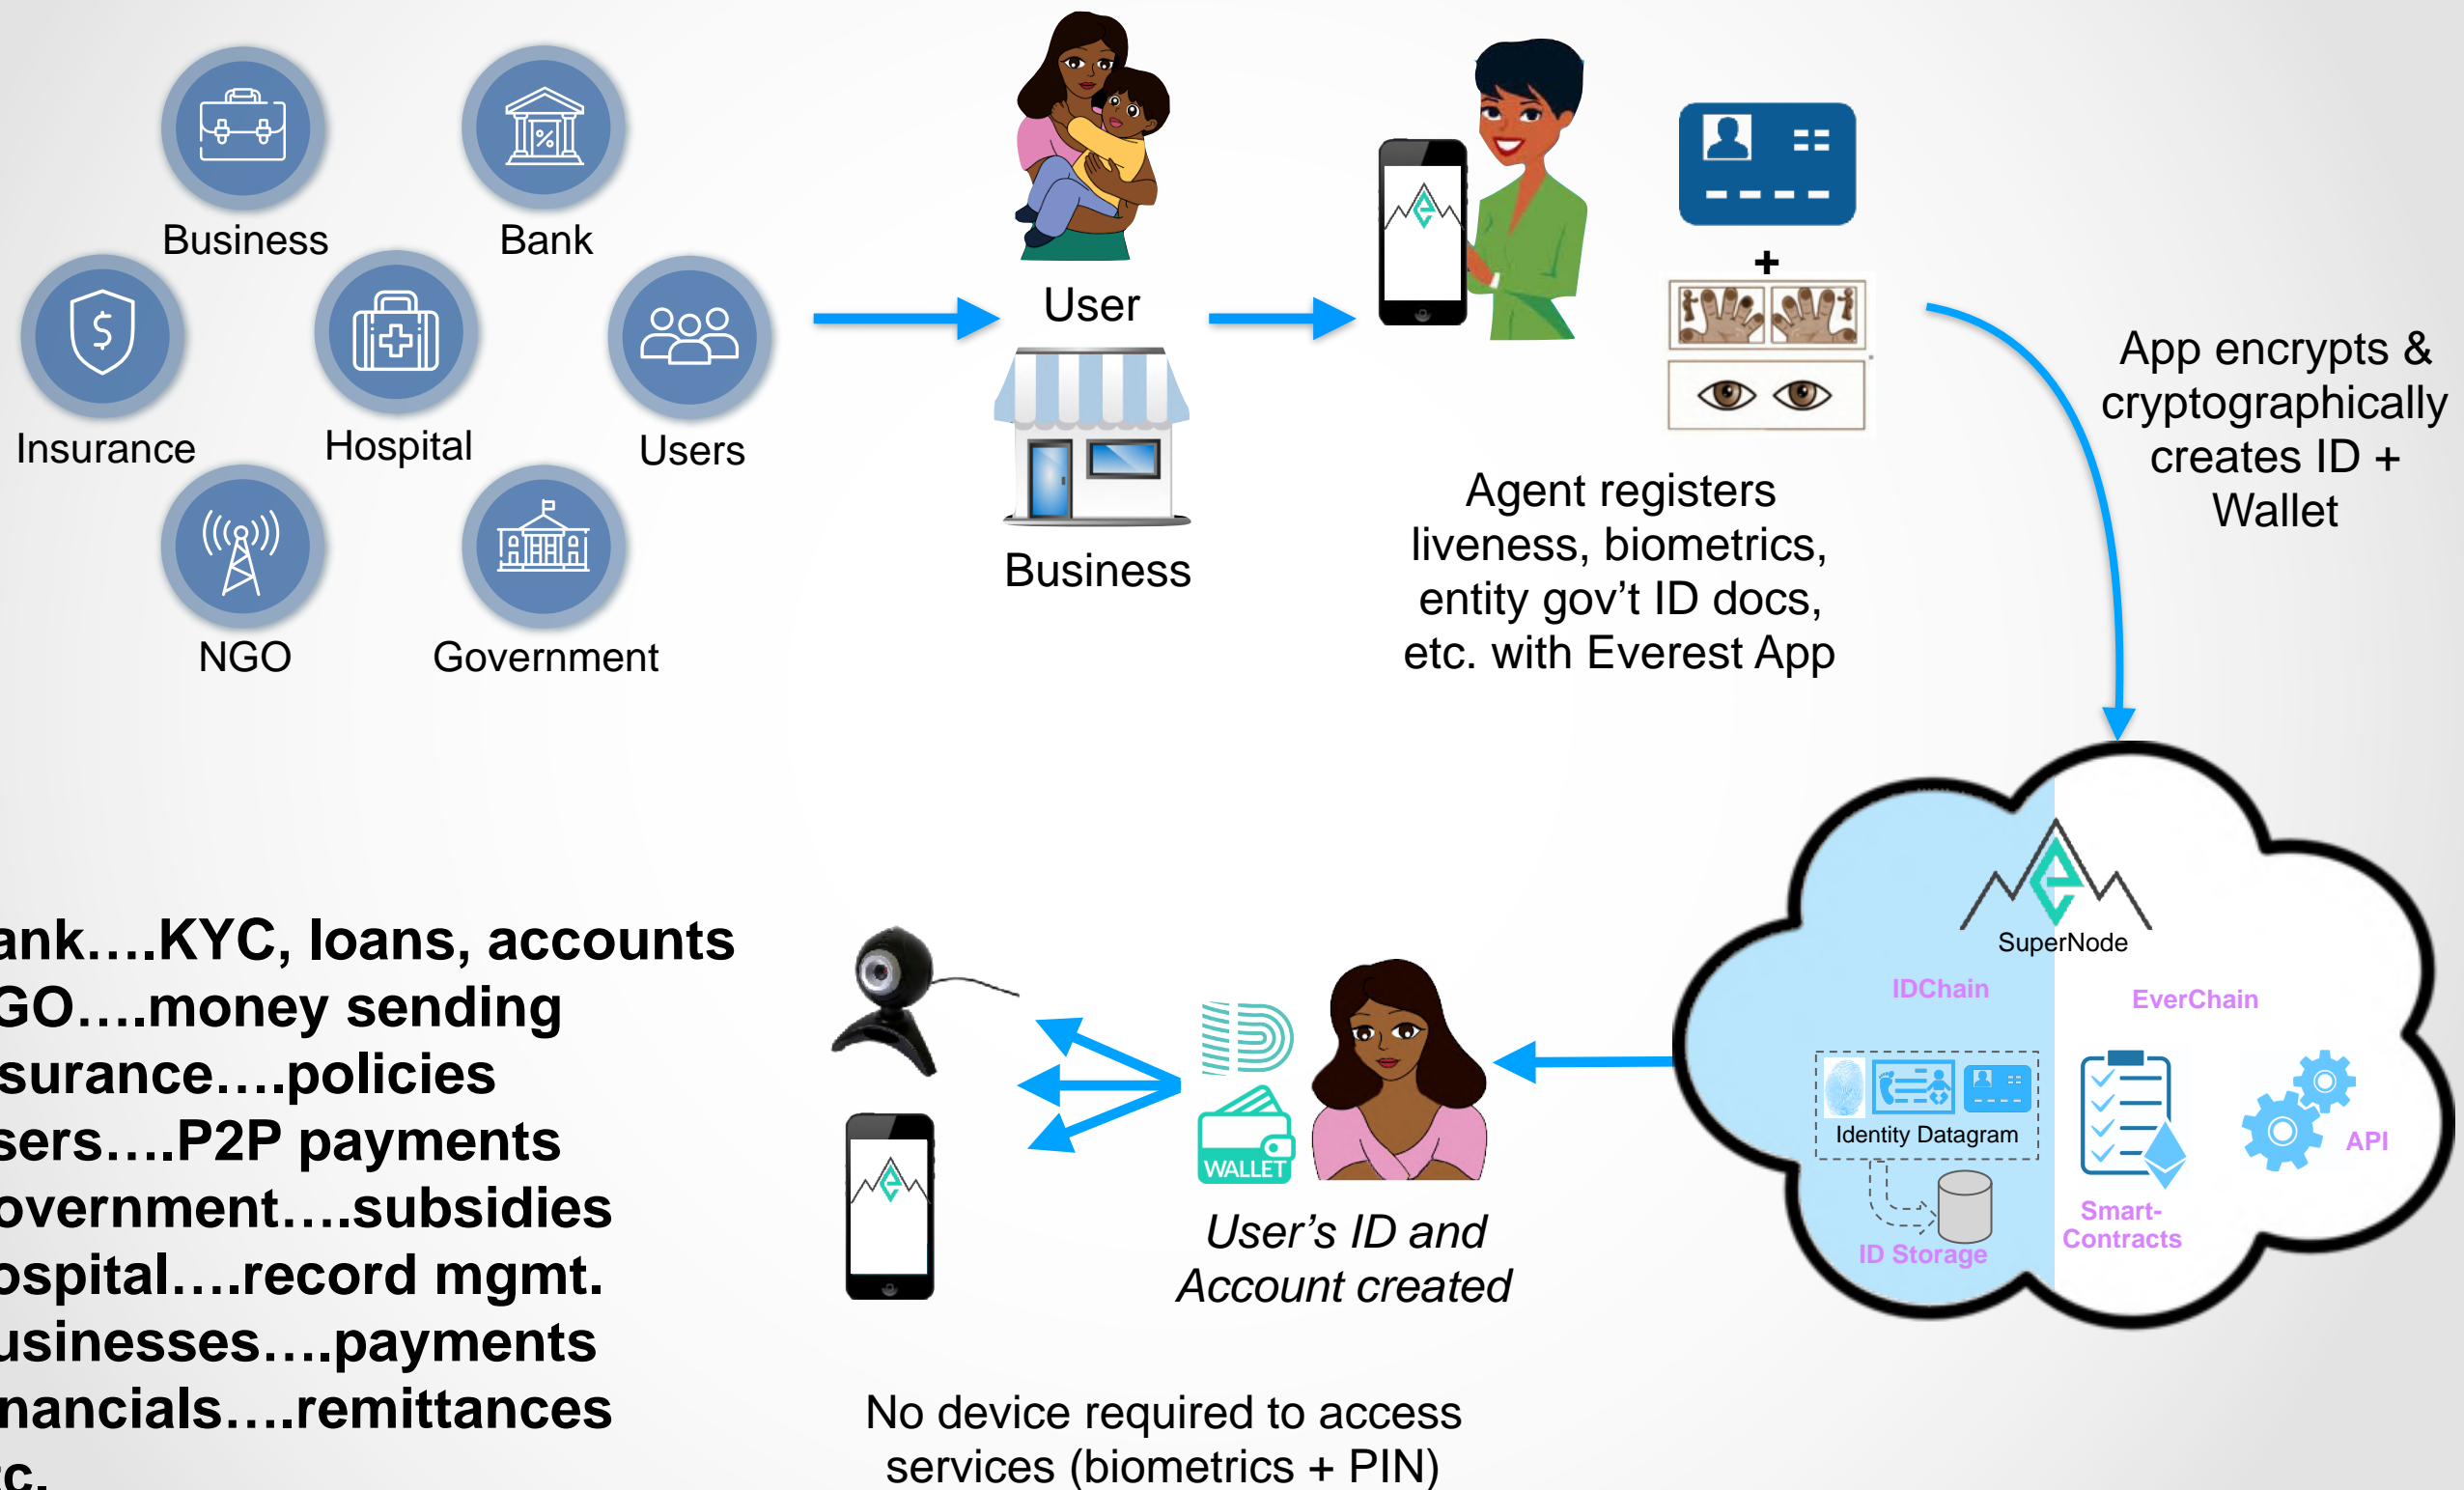 Business
Bank
Insurance
Hospital
Users
NGO
Government
User
Business
+
Agent registers
liveness, biometrics,
entity gov’t ID docs,
etc. with Everest App
App encrypts &
cryptographically
creates ID +
Wallet
SuperNode
IDChain
EverChain
Identity Datagram
ID Storage
Smart-
Contracts
API
WALLET
User’s ID and
Account created
No device required to access
services (biometrics + PIN)
ank….KYC, loans, accounts
GO….money sending
surance….policies
sers….P2P payments
overnment….subsidies
ospital….record mgmt.
usinesses….payments
nancials….remittances
tc.